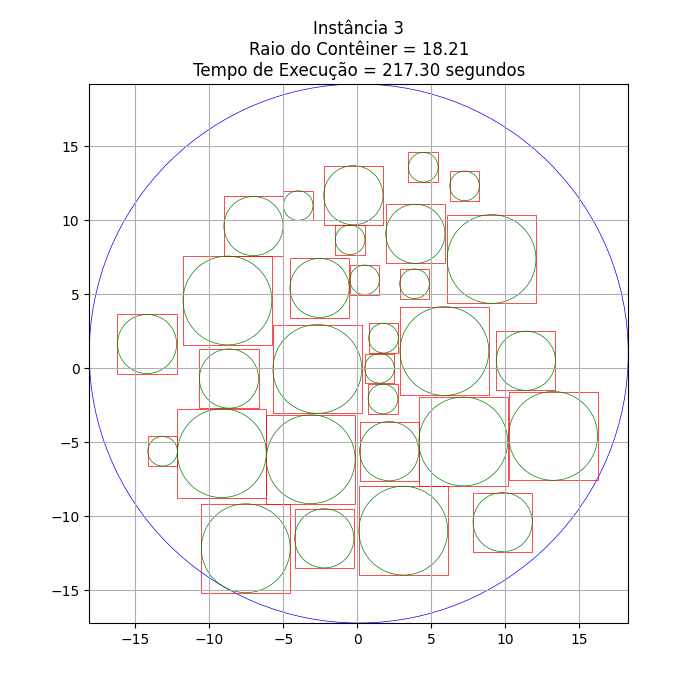 Instância 3
Raio do Contêiner = 18.21
Tempo de Execução = 217.30 segundos
15
10
5
0
−5
−10
−15
−15 −10 −5 0 5 10 15